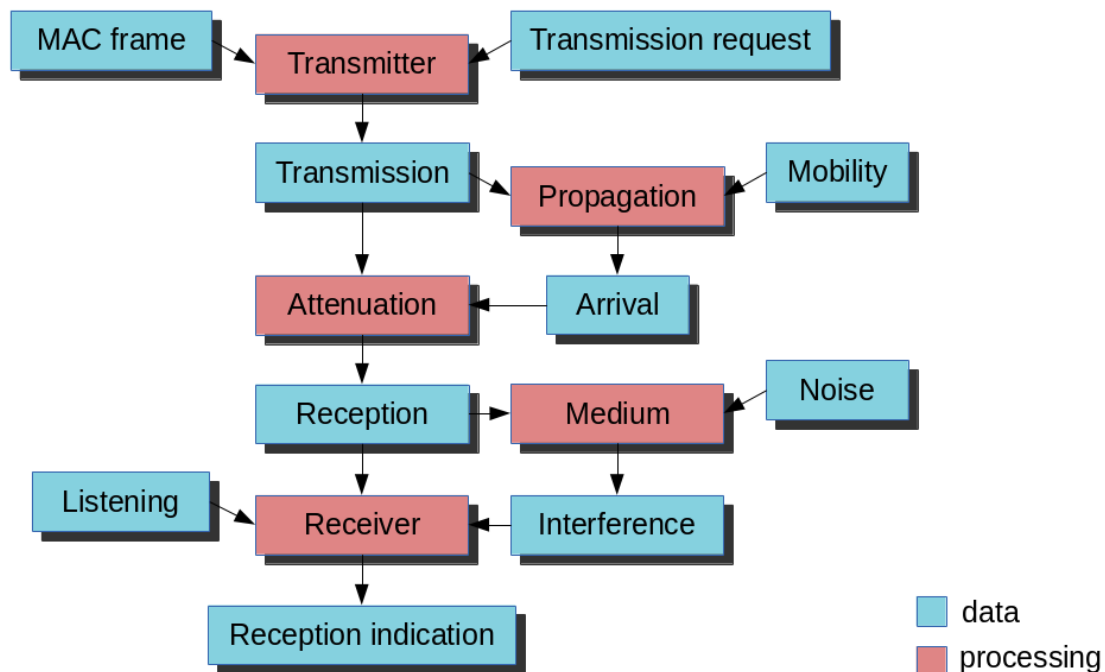 MAC frame
Transmitter
Transmission request
Transmission
Propagation
Mobility
Attenuation
Arrival
Reception
Medium
Noise
Listening
Receiver
Interference
Reception indication
data
processing